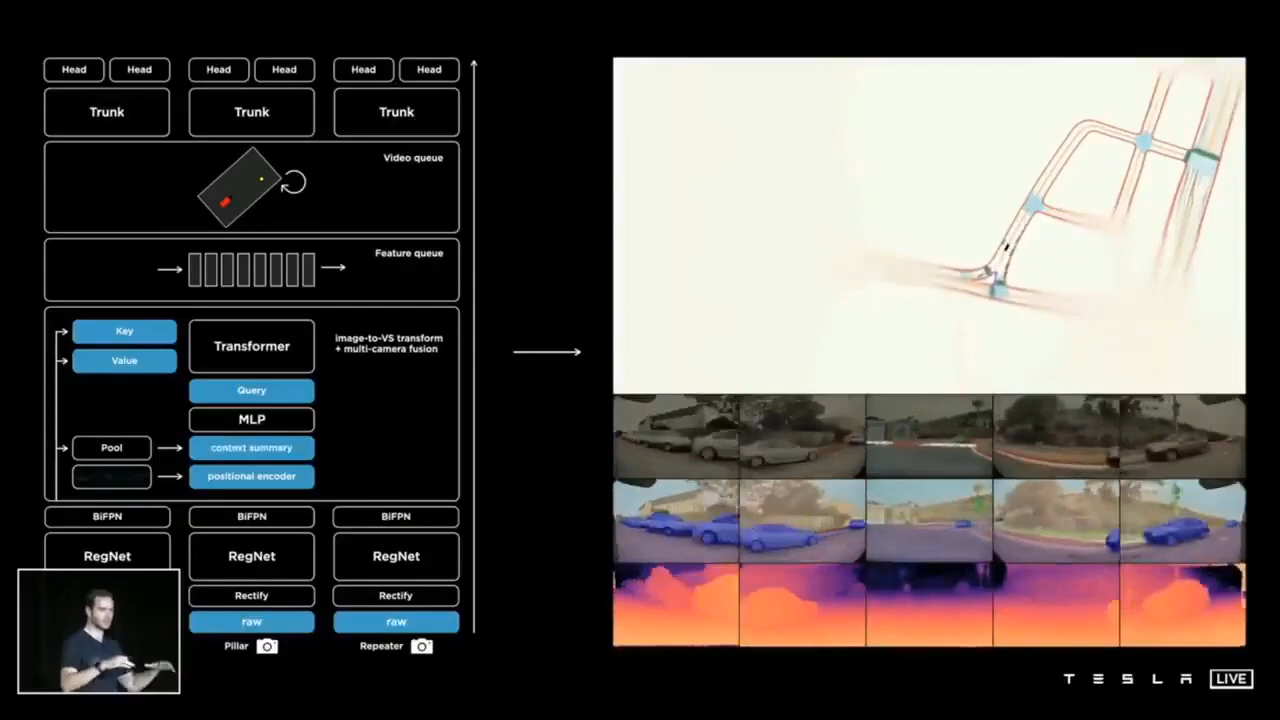 Head Head Head Head Head Head
Trunk Trunk Trunk
Video queue
Feature queue
Key
Value
Transformer
image-to-VS transform
+ multi-camera fusion
Query
MLP
Pool context summary
positional encoder
BiFPN BiFPN BiFPN
RegNet RegNet RegNet
Rectify Rectify
raw raw
Pillar Repeater
TESLA LIVE